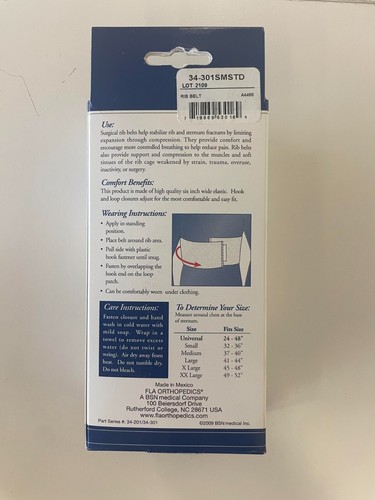 34-301SMSTD
LOT 2109
RIB BELT A4466
Use:
Surgical rib belts help stabilize rib and sternum fractures by limiting
expansion through compression. They provide comfort and
encourage more controlled breathing to help reduce pain. Rib belts
also provide support and compression to the muscles and soft
tissues of the rib cage weakened by strain, trauma, overuse,
inactivity, or surgery.
Comfort Benefits:
This product is made of high quality six inch wide elastic. Hook
and loop closures adjust for the most comfortable and easy fit.
Wearing Instructions:
• Apply in standing
position.
• Place belt around rib area.
• Pull side with plastic
hook fastener until snug.
• Fasten by overlapping the
hook end on the loop
patch.
• Can be comfortably worn under clothing.
Care Instructions:
Fasten closure and hand
wash in cold water with
mild soap. Wrap in a
towel to remove excess
water (do not twist or
wring). Air dry away from
heat. Do not tumble dry.
Do not bleach.
To Determine Your Size:
Measure around chest at the base
of sternum.
Size Fits Size
Universal 24 - 48"
Small 32 - 36"
Medium 37 - 40"
Large 41 - 44"
X Large 45 - 48"
XX Large 49 - 52"
Made in Mexico
FLA ORTHOPEDICS®
A BSN medical Company
100 Beiersdorf Drive
Rutherford College, NC 28671 USA
www.flaorthopedics.com
Part Series #: 34-201/34-301 ©2009 BSN medical Inc.